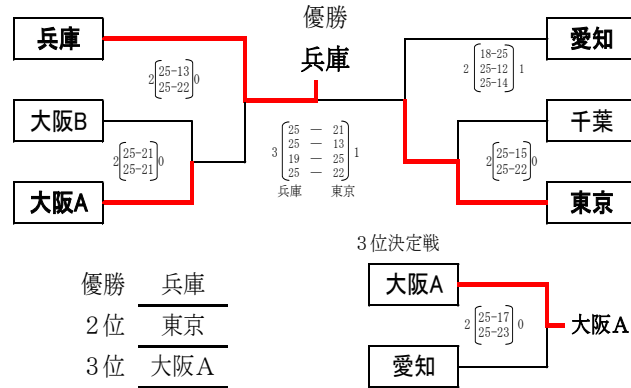 優勝
兵庫
兵庫
愛知
2 25-13 0
25-22
18-25
2 25-12 1
25-14
大阪B
千葉
2 25-21 0
25-21
25 — 21
3 25 — 13 1
19 — 25
25 — 22
兵庫 東京
2 25-15 0
25-22
大阪A
東京
3位決定戦
大阪A
2 25-17 0
25-23
大阪A
愛知
優勝 兵庫
2位 東京
3位 大阪A